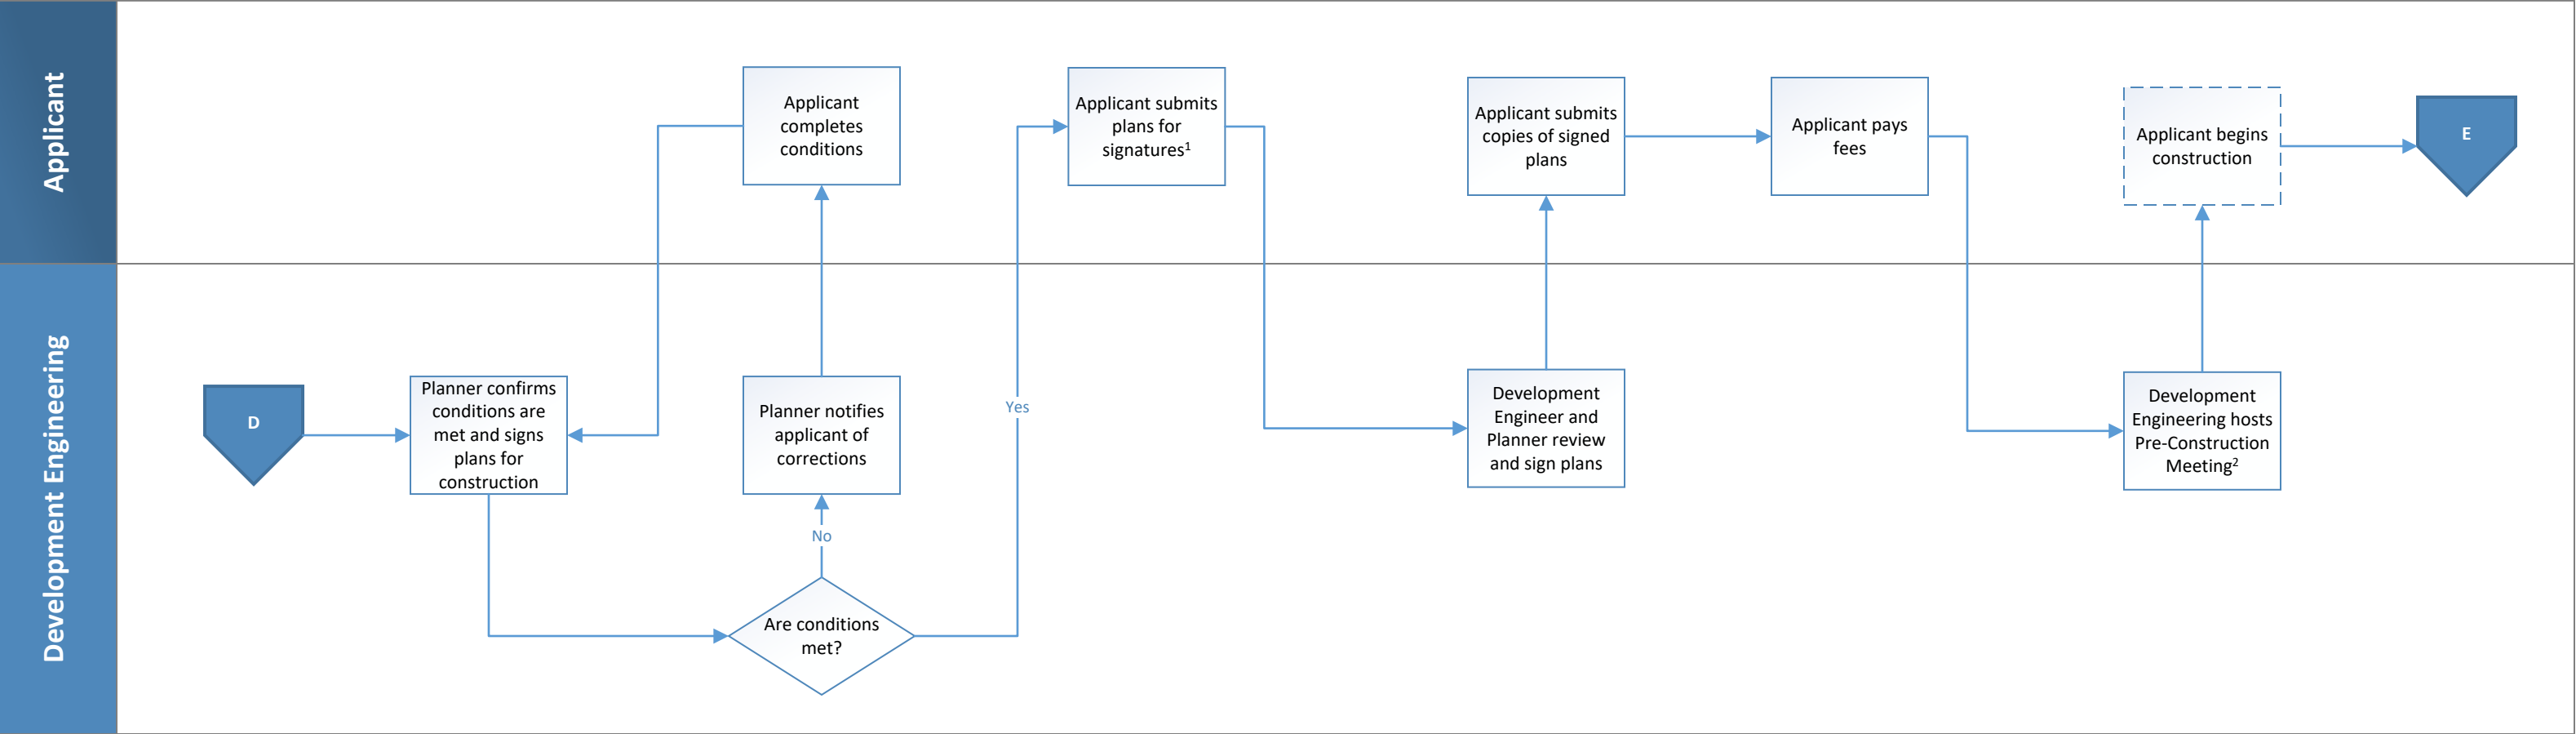 Applicant
Applicant
completes
conditions
Applicant submits
plans for
signatures¹
Applicant submits
copies of signed
plans
Applicant pays
fees
Applicant begins
construction
E
Development Engineering
D
Planner confirms
conditions are
met and signs
plans for
construction
Planner notifies
applicant of
corrections
No
Are conditions
met?
Yes
Development
Engineer and
Planner review
and sign plans
Development
Engineering hosts
Pre-Construction
Meeting²